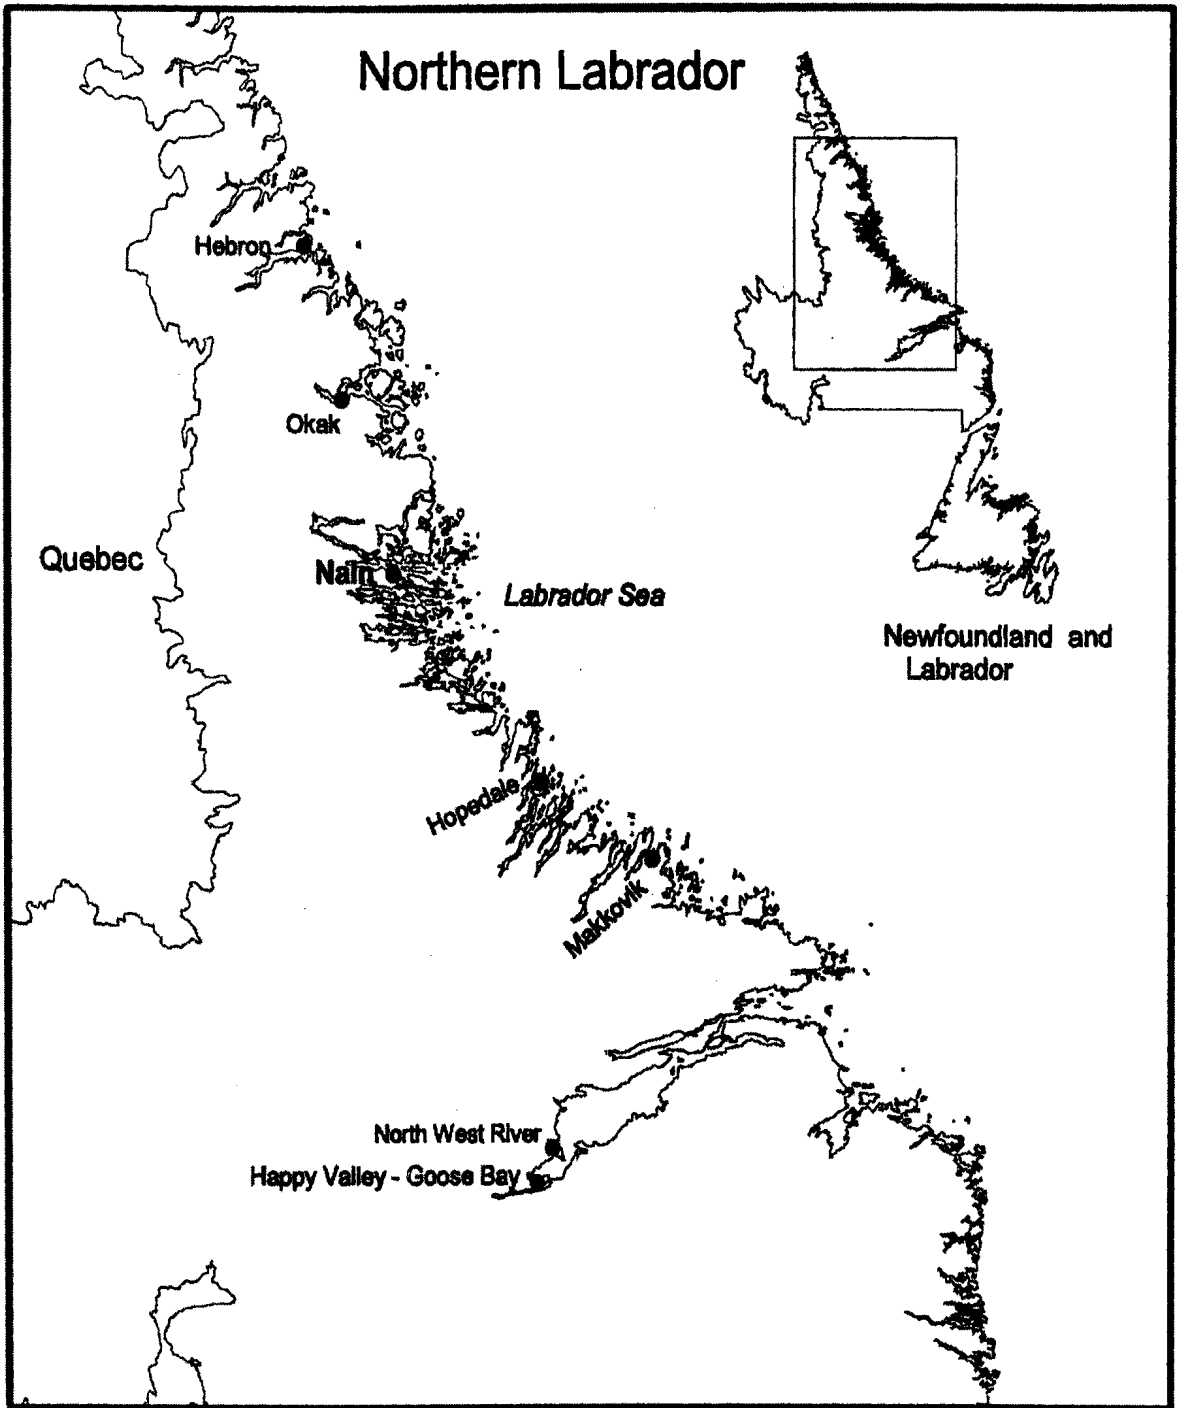 Northern Labrador
Hebron
Okak
Quebec
Nain
Labrador Sea
Newfoundland and
Labrador
Hopedale
Makkovik
North West River
Happy Valley - Goose Bay